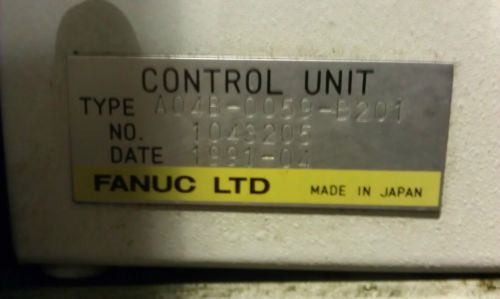 CONTROL UNIT
TYPE A04B-0059-B201
NO. 1043205
DATE 1991-04
FANUC LTD MADE IN JAPAN